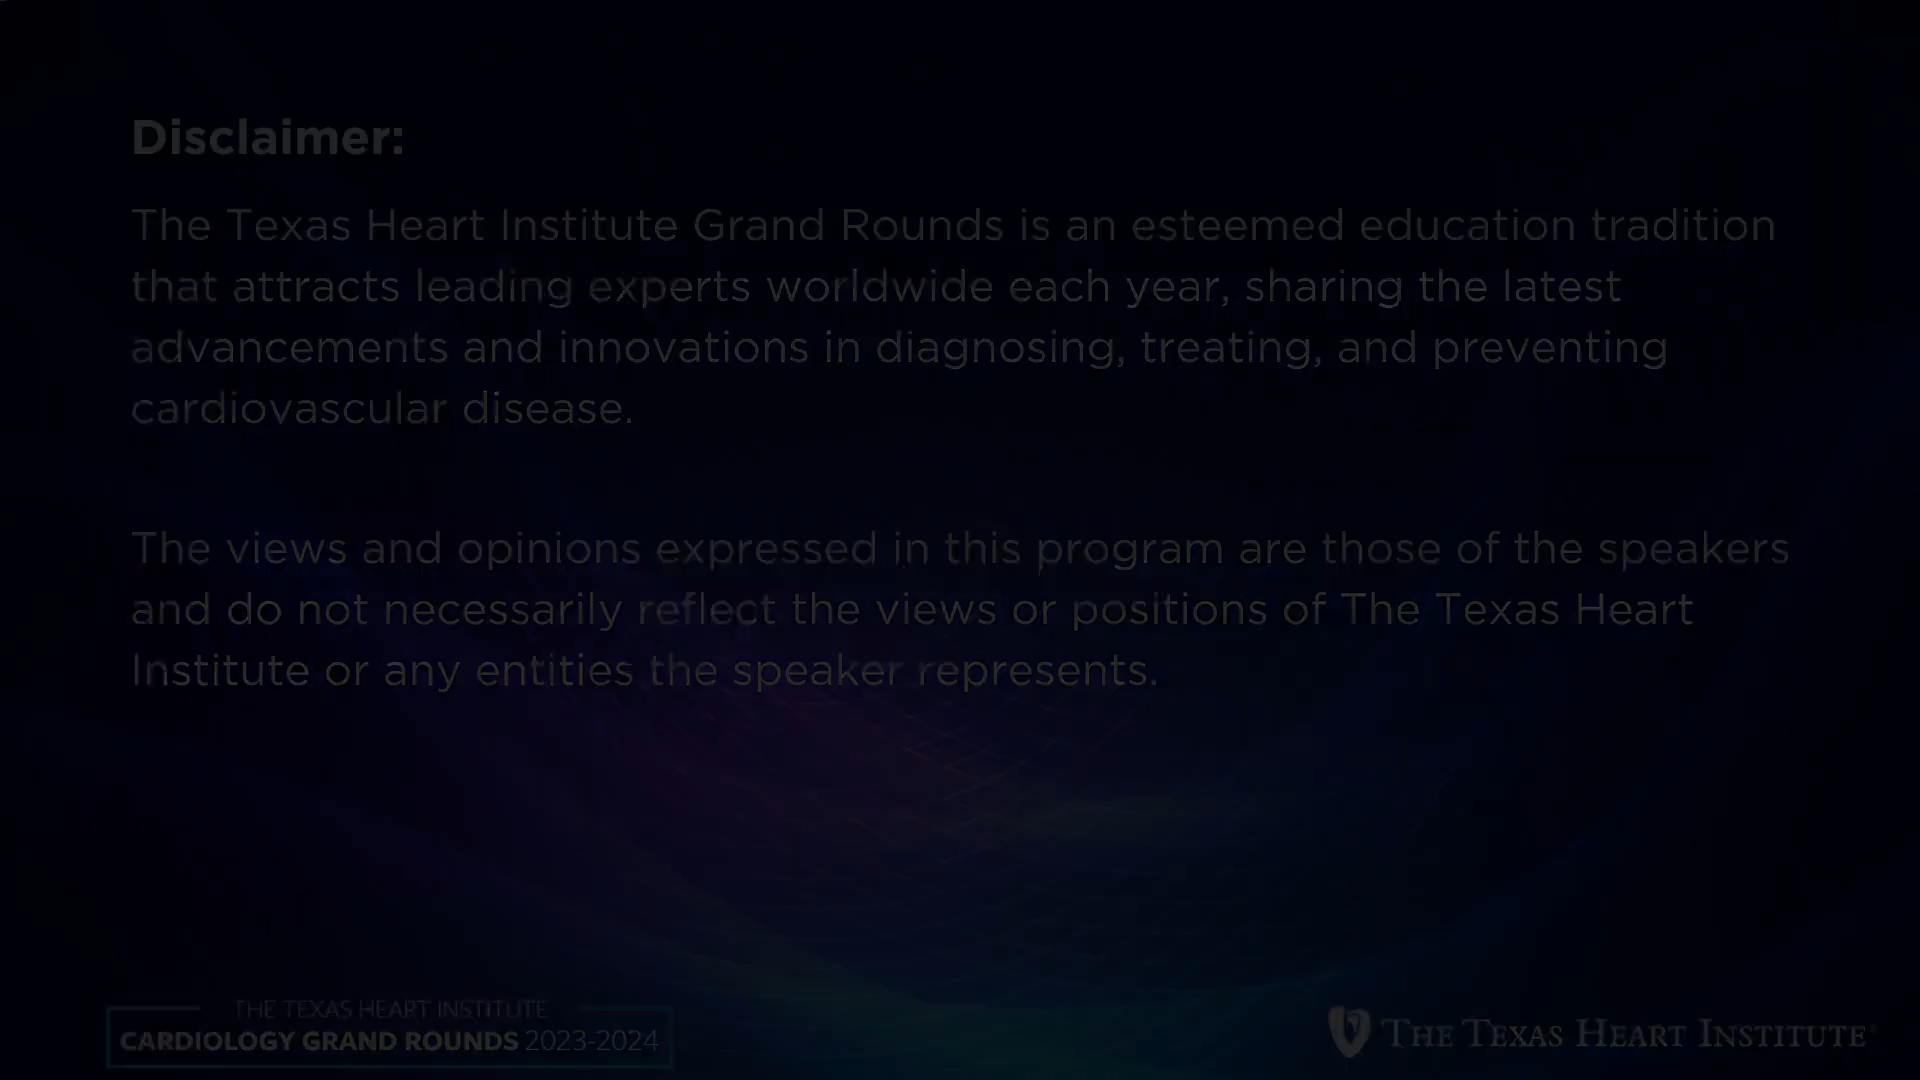 Disclaimer:
The Texas Heart Institute Grand Rounds is an esteemed education tradition
that attracts leading experts worldwide each year, sharing the latest
advancements and innovations in diagnosing, treating, and preventing
cardiovascular disease.
The views and opinions expressed in this program are those of the speakers
and do not necessarily reflect the views or positions of The Texas Heart
Institute or any entities the speaker represents.
THE TEXAS HEART INSTITUTE
CARDIOLOGY GRAND ROUNDS 2023-2024
THE TEXAS HEART INSTITUTE